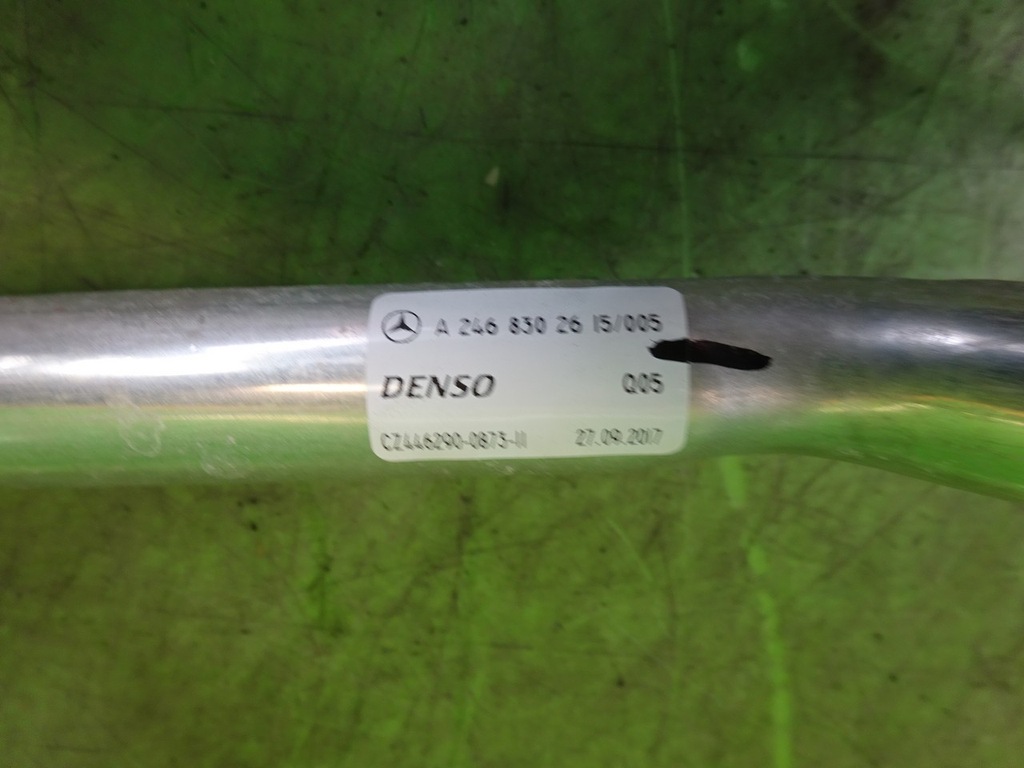 A 246 830 26 15/005
DENSO Q05
CZ446290-0873-11 27.09.2017